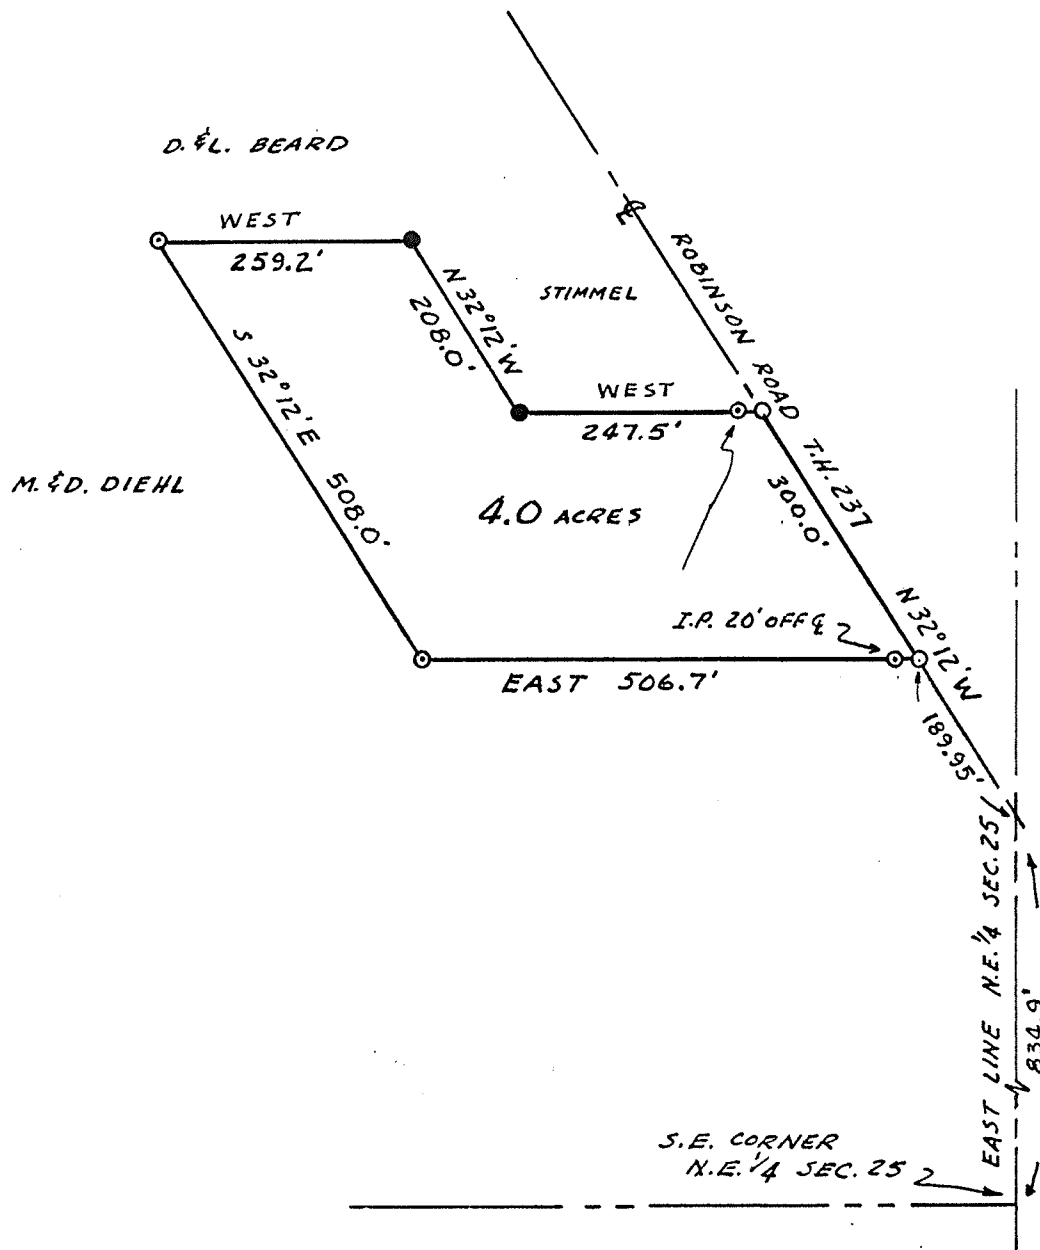 D. & L. BEARD
WEST
259.2'
N 32°12' W
208.0'
STIMMEL
ROBINSON ROAD T.H. 237
WEST
247.5'
S 32°12' E 508.0'
M. & D. DIEHL
4.0 ACRES
300.0'
I.P. 20' OFF ℄
N 32°12' W
EAST 506.7'
189.95'
EAST LINE N.E. 1/4 SEC. 25
834.9'
S.E. CORNER
N.E. 1/4 SEC. 25